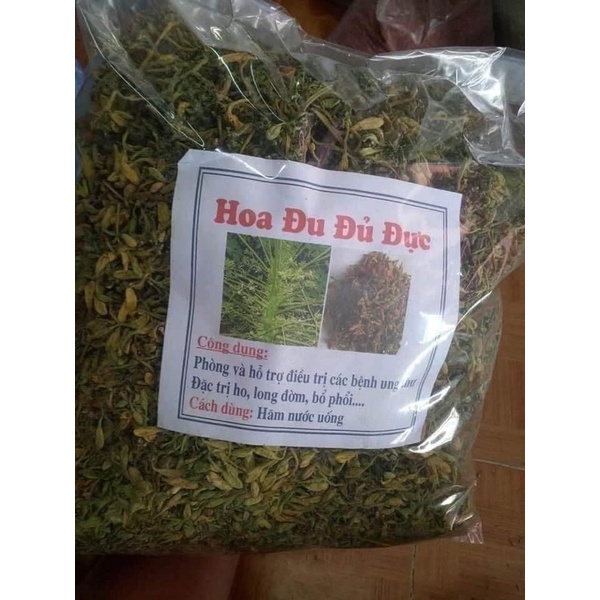 Hoa Đu Đủ Đực
Công dụng:
Phòng và hỗ trợ điều trị các bệnh ung
Đặc trị ho, long đờm, bổ phổi....
Cách dùng: Hãm nước uống